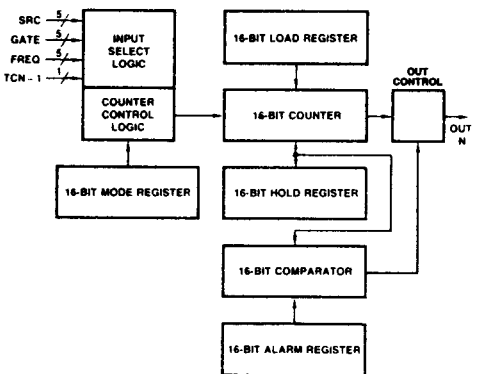 SRC 5
GATE 5
FREQ 5
TCN-1 1
INPUT
SELECT
LOGIC
COUNTER
CONTROL
LOGIC
16-BIT MODE REGISTER
16-BIT LOAD REGISTER
16-BIT COUNTER
16-BIT HOLD REGISTER
16-BIT COMPARATOR
16-BIT ALARM REGISTER
OUT
CONTROL
OUT
N